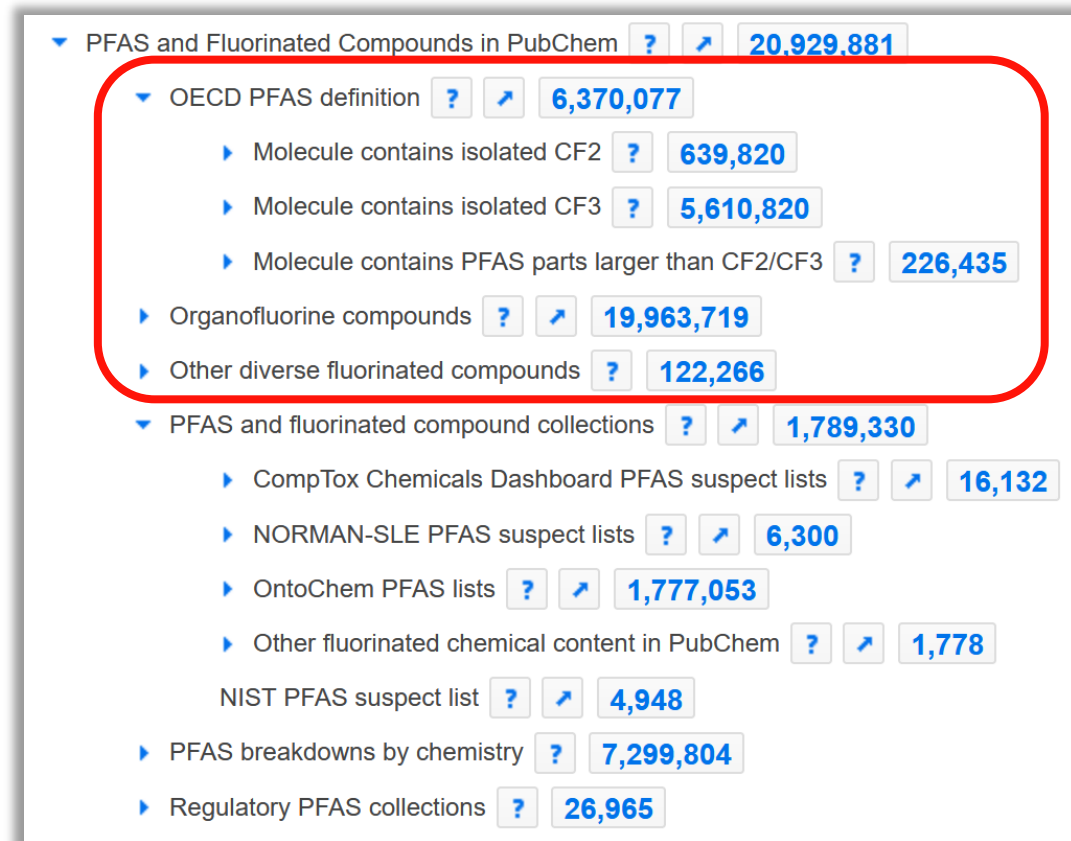 PFAS and Fluorinated Compounds in PubChem ? 20,929,881
OECD PFAS definition ? 6,370,077
Molecule contains isolated CF2 ? 639,820
Molecule contains isolated CF3 ? 5,610,820
Molecule contains PFAS parts larger than CF2/CF3 ? 226,435
Organofluorine compounds ? 19,963,719
Other diverse fluorinated compounds ? 122,266
PFAS and fluorinated compound collections ? 1,789,330
CompTox Chemicals Dashboard PFAS suspect lists ? 16,132
NORMAN-SLE PFAS suspect lists ? 6,300
OntoChem PFAS lists ? 1,777,053
Other fluorinated chemical content in PubChem ? 1,778
NIST PFAS suspect list ? 4,948
PFAS breakdowns by chemistry ? 7,299,804
Regulatory PFAS collections ? 26,965